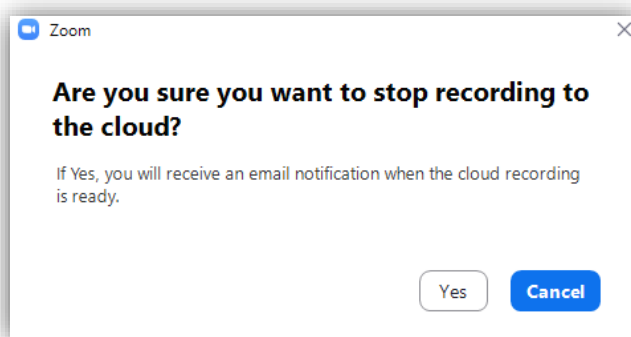 Zoom
Are you sure you want to stop recording to
the cloud?
If Yes, you will receive an email notification when the cloud recording
is ready.
Yes
Cancel